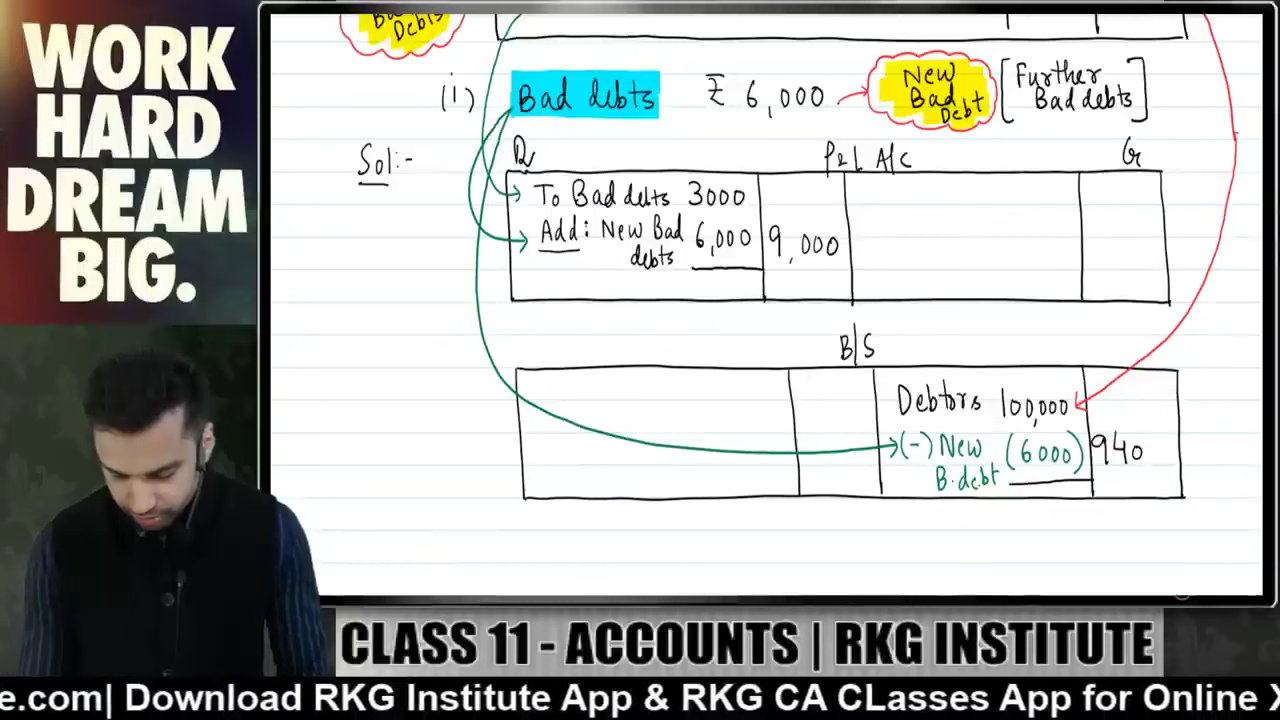 WORK
HARD
DREAM
BIG.
Debts
(i) Bad debts ₹ 6,000 New Bad Debt [Further Bad debts]
Sol:-
Dr P&L A/C Cr
To Bad debts 3000
Add: New Bad debts 6,000 9,000
B/S
Debtors 100,000
(-) New B.debt (6000) 940
CLASS 11 - ACCOUNTS | RKG INSTITUTE
e.com| Download RKG Institute App & RKG CA CLasses App for Online X